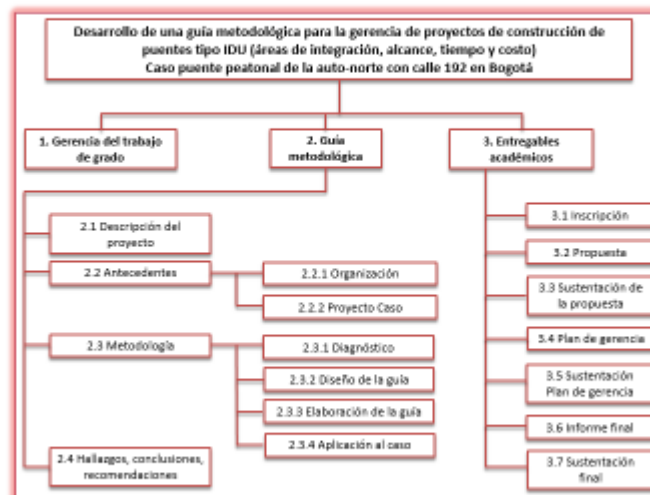 Desarrollo de una guía metodológica para la gerencia de proyectos de construcción de
puentes tipo IDU (áreas de integración, alcance, tiempo y costo)
Caso puente peatonal de la auto-norte con calle 192 en Bogotá
1. Gerencia del trabajo
de grado
2. Guía
metodológica
3. Entregables
académicos
2.1 Descripción del
proyecto
2.2 Antecedentes
2.2.1 Organización
2.2.2 Proyecto Caso
2.3 Metodología
2.3.1 Diagnóstico
2.3.2 Diseño de la guía
2.3.3 Elaboración de la guía
2.3.4 Aplicación al caso
2.4 Hallazgos, conclusiones,
recomendaciones
3.1 Inscripción
3.2 Propuesta
3.3 Sustentación de
la propuesta
3.4 Plan de gerencia
3.5 Sustentación
Plan de gerencia
3.6 Informe final
3.7 Sustentación
final